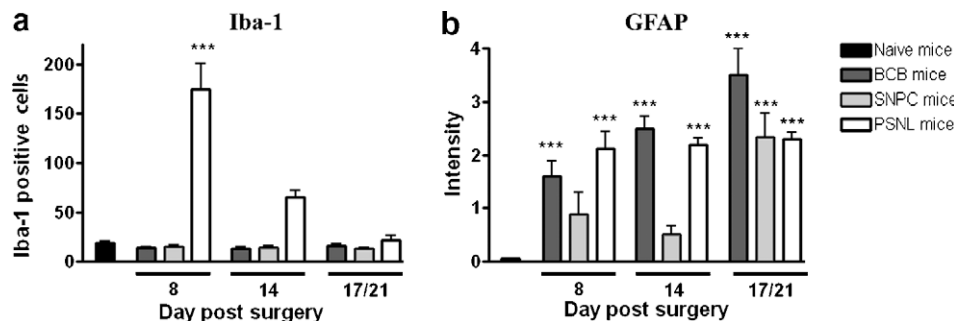 a
Iba-1
Iba-1 positive cells
200
150
100
50
0
***
8
14
17/21
Day post surgery
b
GFAP
Intensity
4
3
2
1
0
***
***
***
***
***
***
***
8
14
17/21
Day post surgery
Naive mice
BCB mice
SNPC mice
PSNL mice